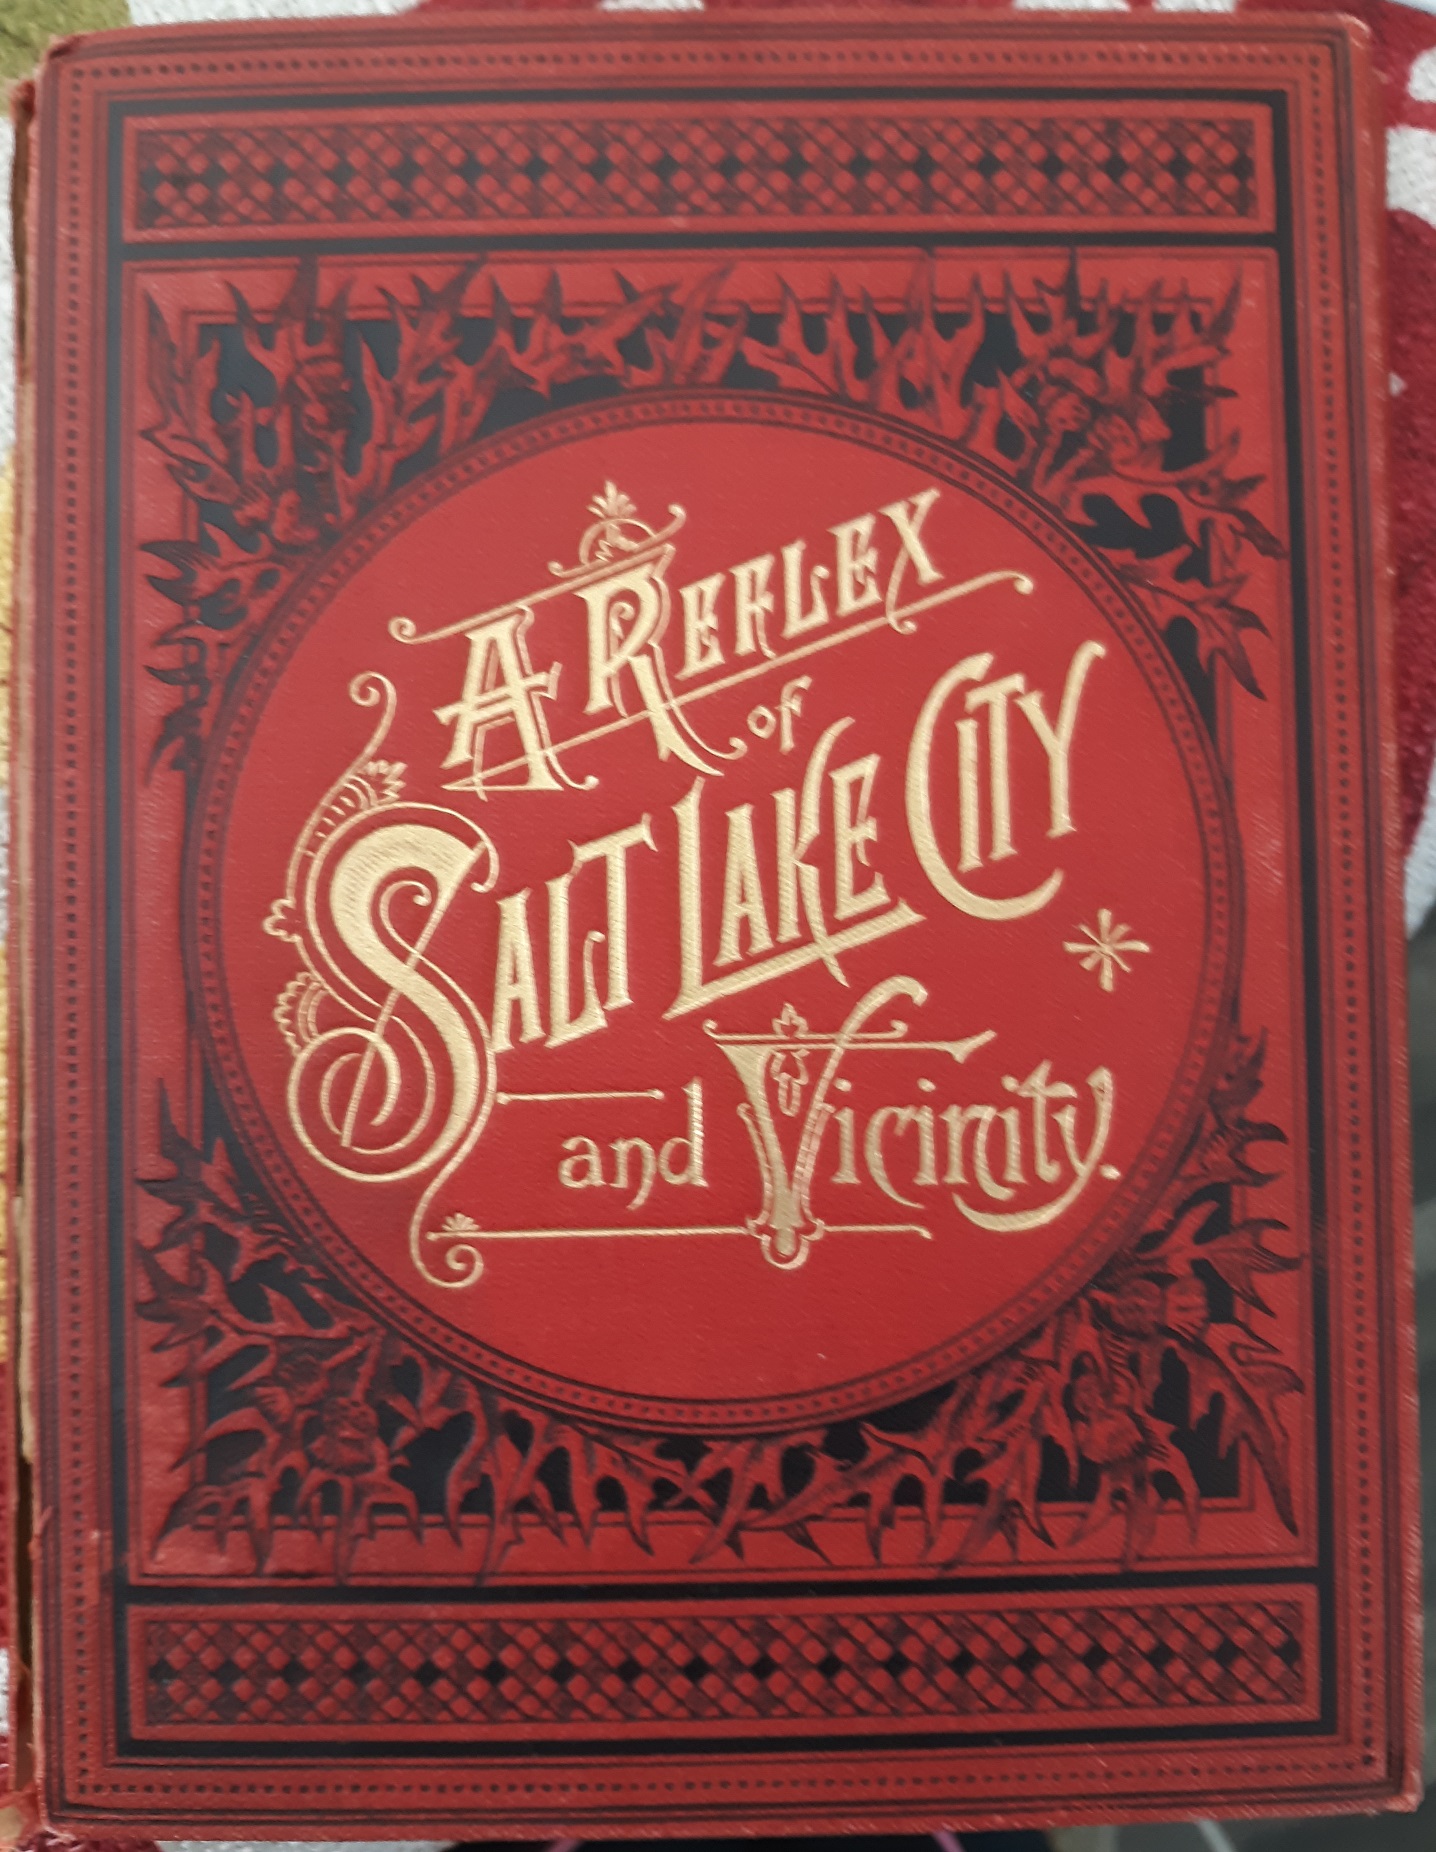 A REFLEX
of
SALT LAKE CITY
and Vicinity.